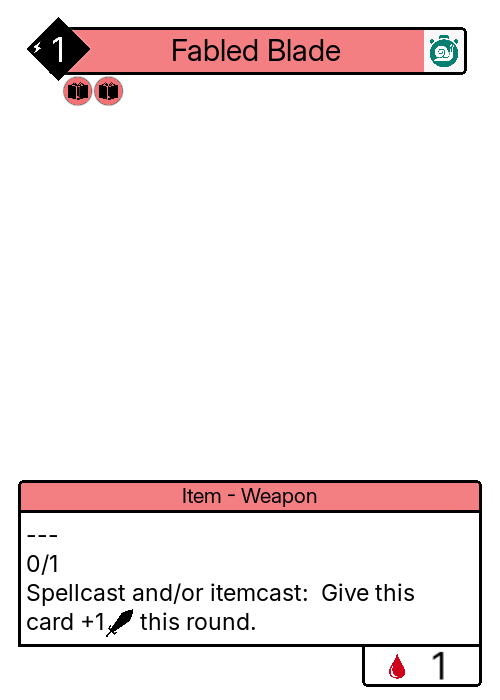 1
Fabled Blade
Item - Weapon
---
0/1
Spellcast and/or itemcast:  Give this
card +1 this round.
1